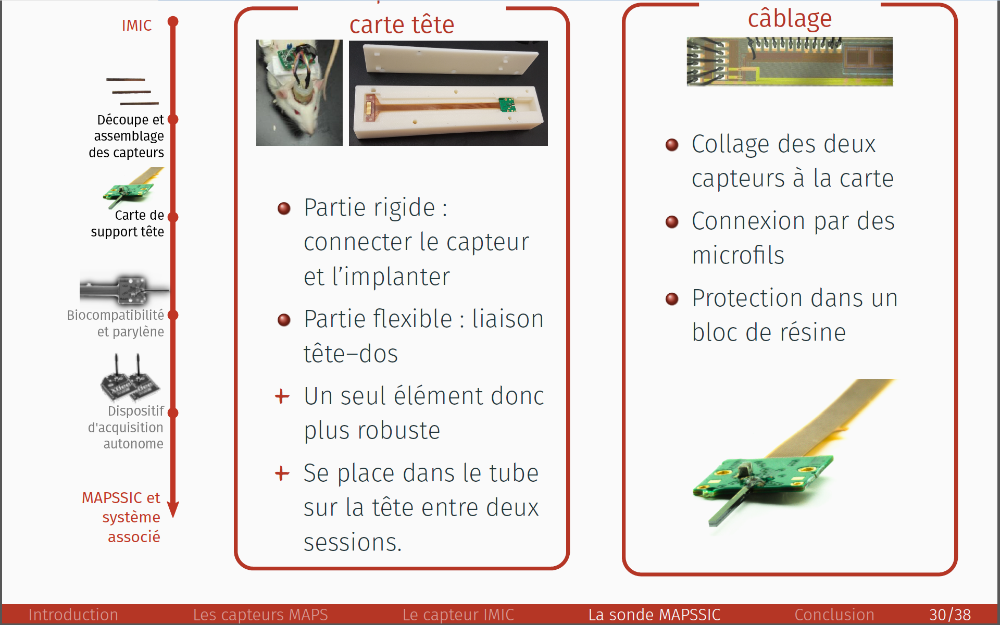 IMIC
Découpe et
assemblage
des capteurs
Carte de
support tête
Biocompatibilité
et parylène
Dispositif
d'acquisition
autonome
MAPSSIC et
système
associé
carte tête
Partie rigide :
connecter le capteur
et l’implanter
Partie flexible : liaison
tête–dos
+ Un seul élément donc
plus robuste
+ Se place dans le tube
sur la tête entre deux
sessions.
câblage
Collage des deux
capteurs à la carte
Connexion par des
microfils
Protection dans un
bloc de résine
Introduction Les capteurs MAPS Le capteur IMIC La sonde MAPSSIC Conclusion 30/38